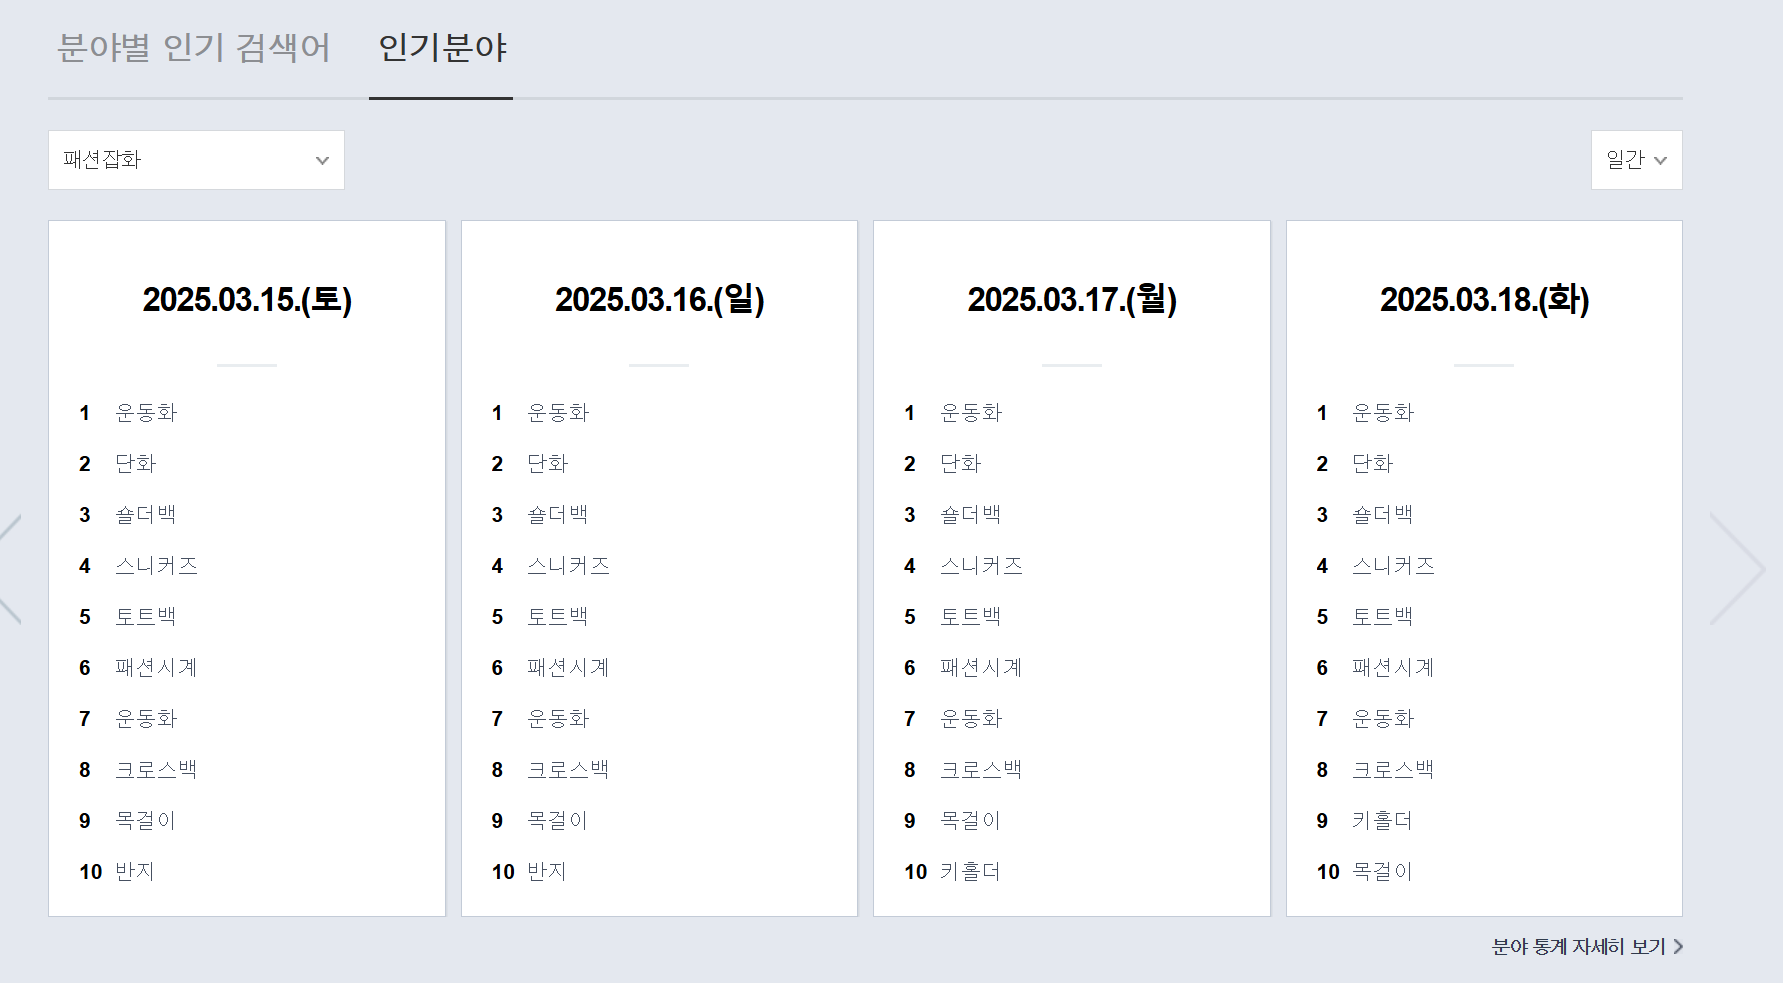 분야별 인기 검색어 인기분야
패션잡화 일간
2025.03.15.(토)
1 운동화
2 단화
3 숄더백
4 스니커즈
5 토트백
6 패션시계
7 운동화
8 크로스백
9 목걸이
10 반지
2025.03.16.(일)
1 운동화
2 단화
3 숄더백
4 스니커즈
5 토트백
6 패션시계
7 운동화
8 크로스백
9 목걸이
10 반지
2025.03.17.(월)
1 운동화
2 단화
3 숄더백
4 스니커즈
5 토트백
6 패션시계
7 운동화
8 크로스백
9 목걸이
10 키홀더
2025.03.18.(화)
1 운동화
2 단화
3 숄더백
4 스니커즈
5 토트백
6 패션시계
7 운동화
8 크로스백
9 키홀더
10 목걸이
분야 통계 자세히 보기